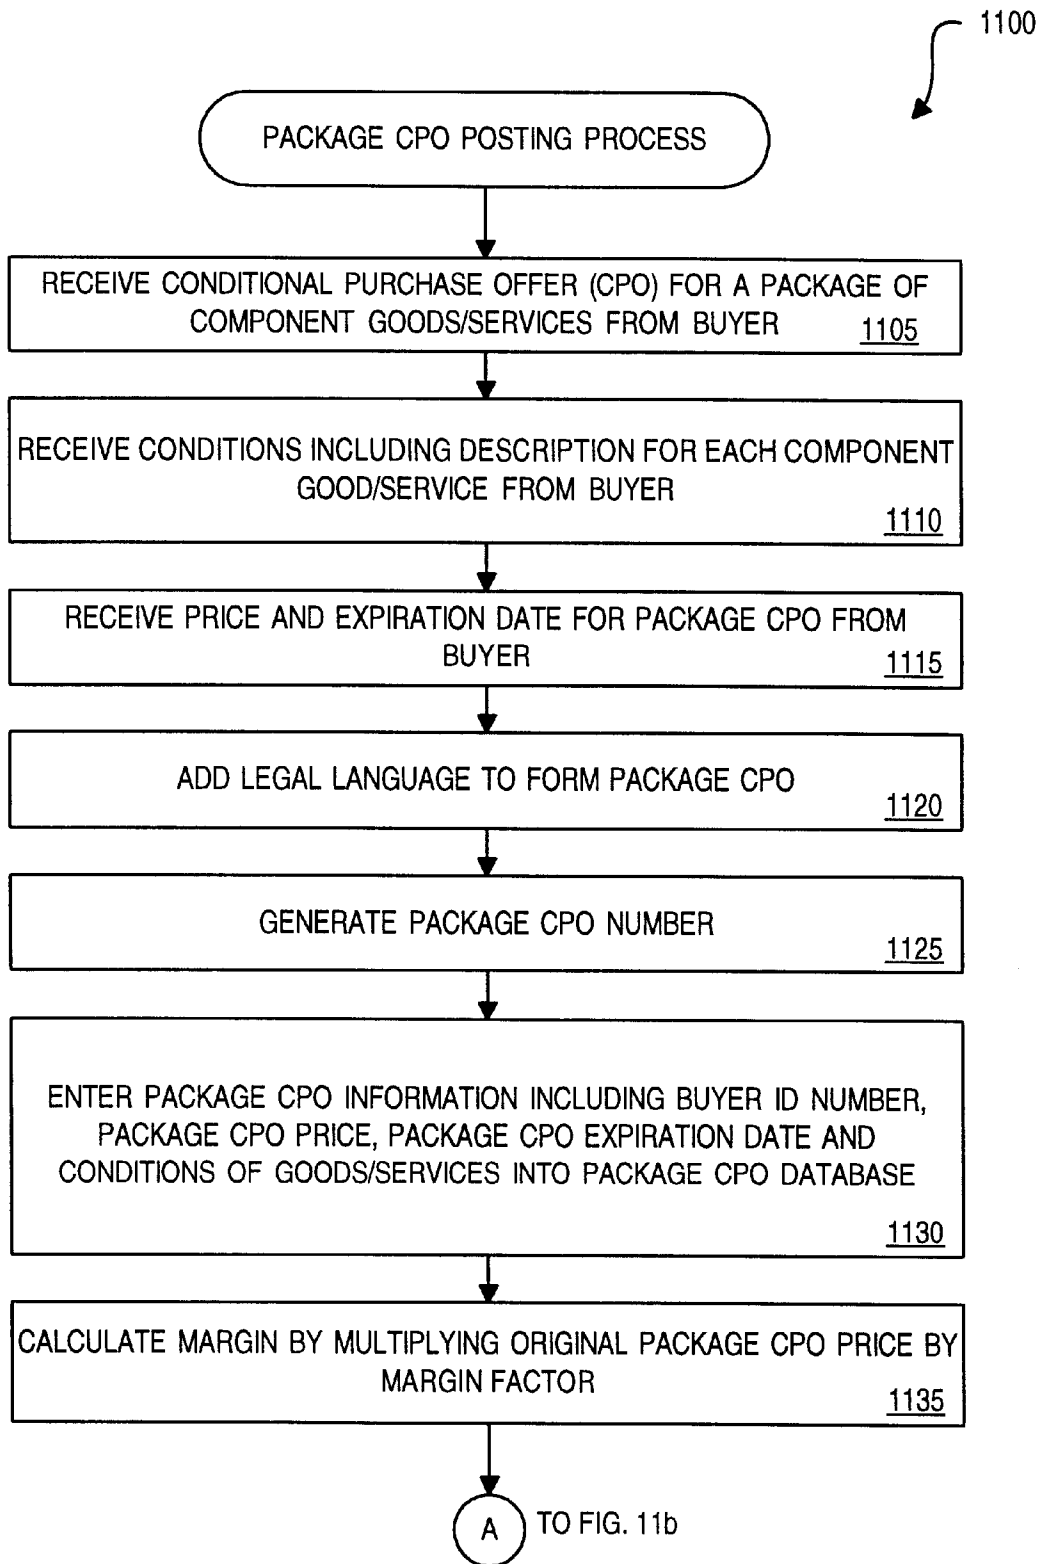 1100
PACKAGE CPO POSTING PROCESS
RECEIVE CONDITIONAL PURCHASE OFFER (CPO) FOR A PACKAGE OF
COMPONENT GOODS/SERVICES FROM BUYER 1105
RECEIVE CONDITIONS INCLUDING DESCRIPTION FOR EACH COMPONENT
GOOD/SERVICE FROM BUYER
1110
RECEIVE PRICE AND EXPIRATION DATE FOR PACKAGE CPO FROM
BUYER 1115
ADD LEGAL LANGUAGE TO FORM PACKAGE CPO
1120
GENERATE PACKAGE CPO NUMBER
1125
ENTER PACKAGE CPO INFORMATION INCLUDING BUYER ID NUMBER,
PACKAGE CPO PRICE, PACKAGE CPO EXPIRATION DATE AND
CONDITIONS OF GOODS/SERVICES INTO PACKAGE CPO DATABASE
1130
CALCULATE MARGIN BY MULTIPLYING ORIGINAL PACKAGE CPO PRICE BY
MARGIN FACTOR 1135
A TO FIG. 11b